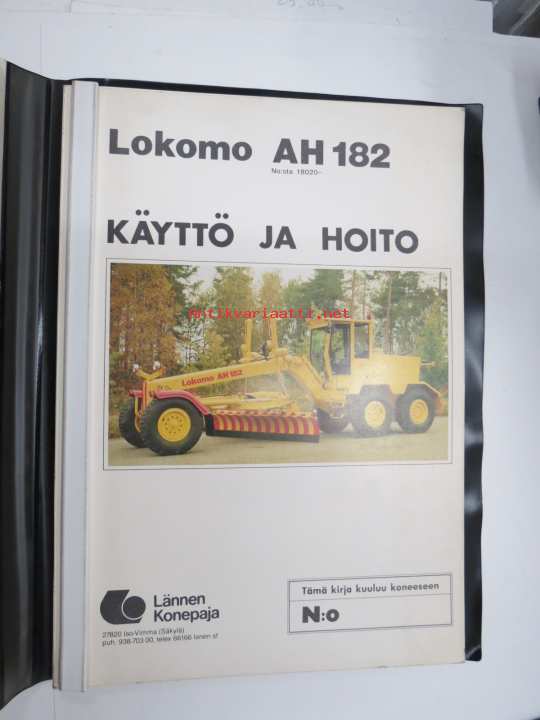 Lokomo AH 182
No:sta 18020-
KÄYTTÖ JA HOITO
antikvariaatti.net
Lokomo AH 182
Lännen
Konepaja
27820 Iso-Vimma (Säkylä)
puh. 938-703 00, telex 66166 lanen sf
Tämä kirja kuuluu koneeseen
N:o